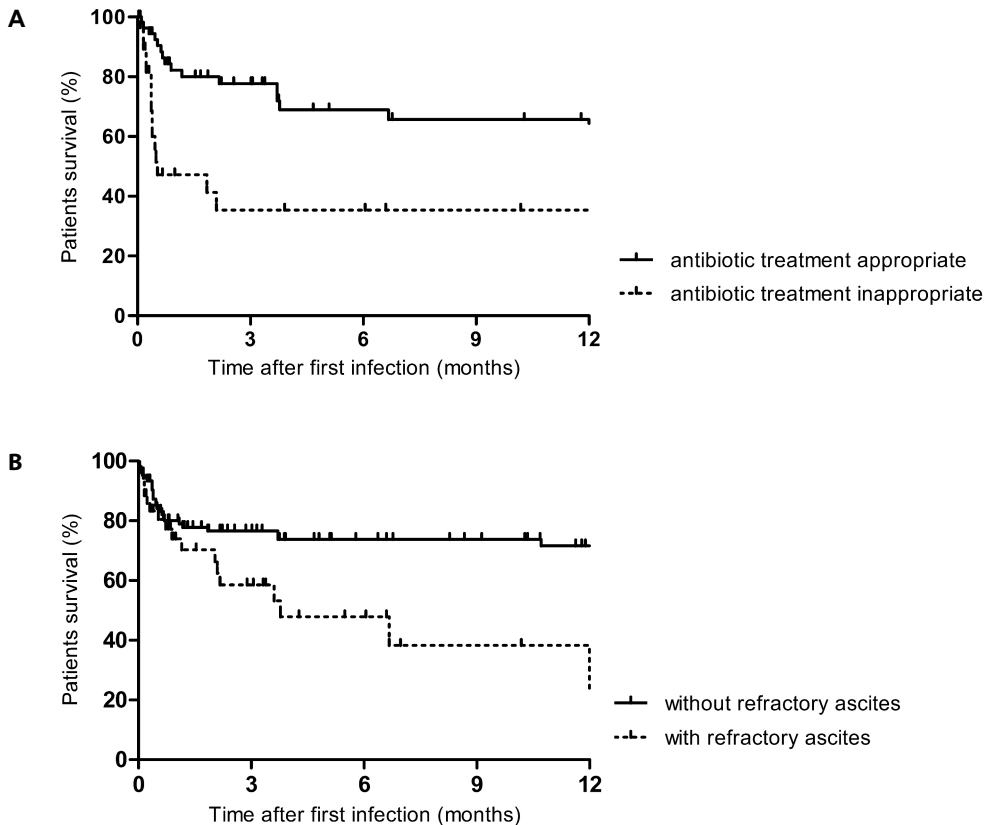 A
100
80
60
40
20
0
Patients survival (%)
0 3 6 9 12
Time after first infection (months)
antibiotic treatment appropriate
antibiotic treatment inappropriate
B
100
80
60
40
20
0
Patients survival (%)
0 3 6 9 12
Time after first infection (months)
without refractory ascites
with refractory ascites